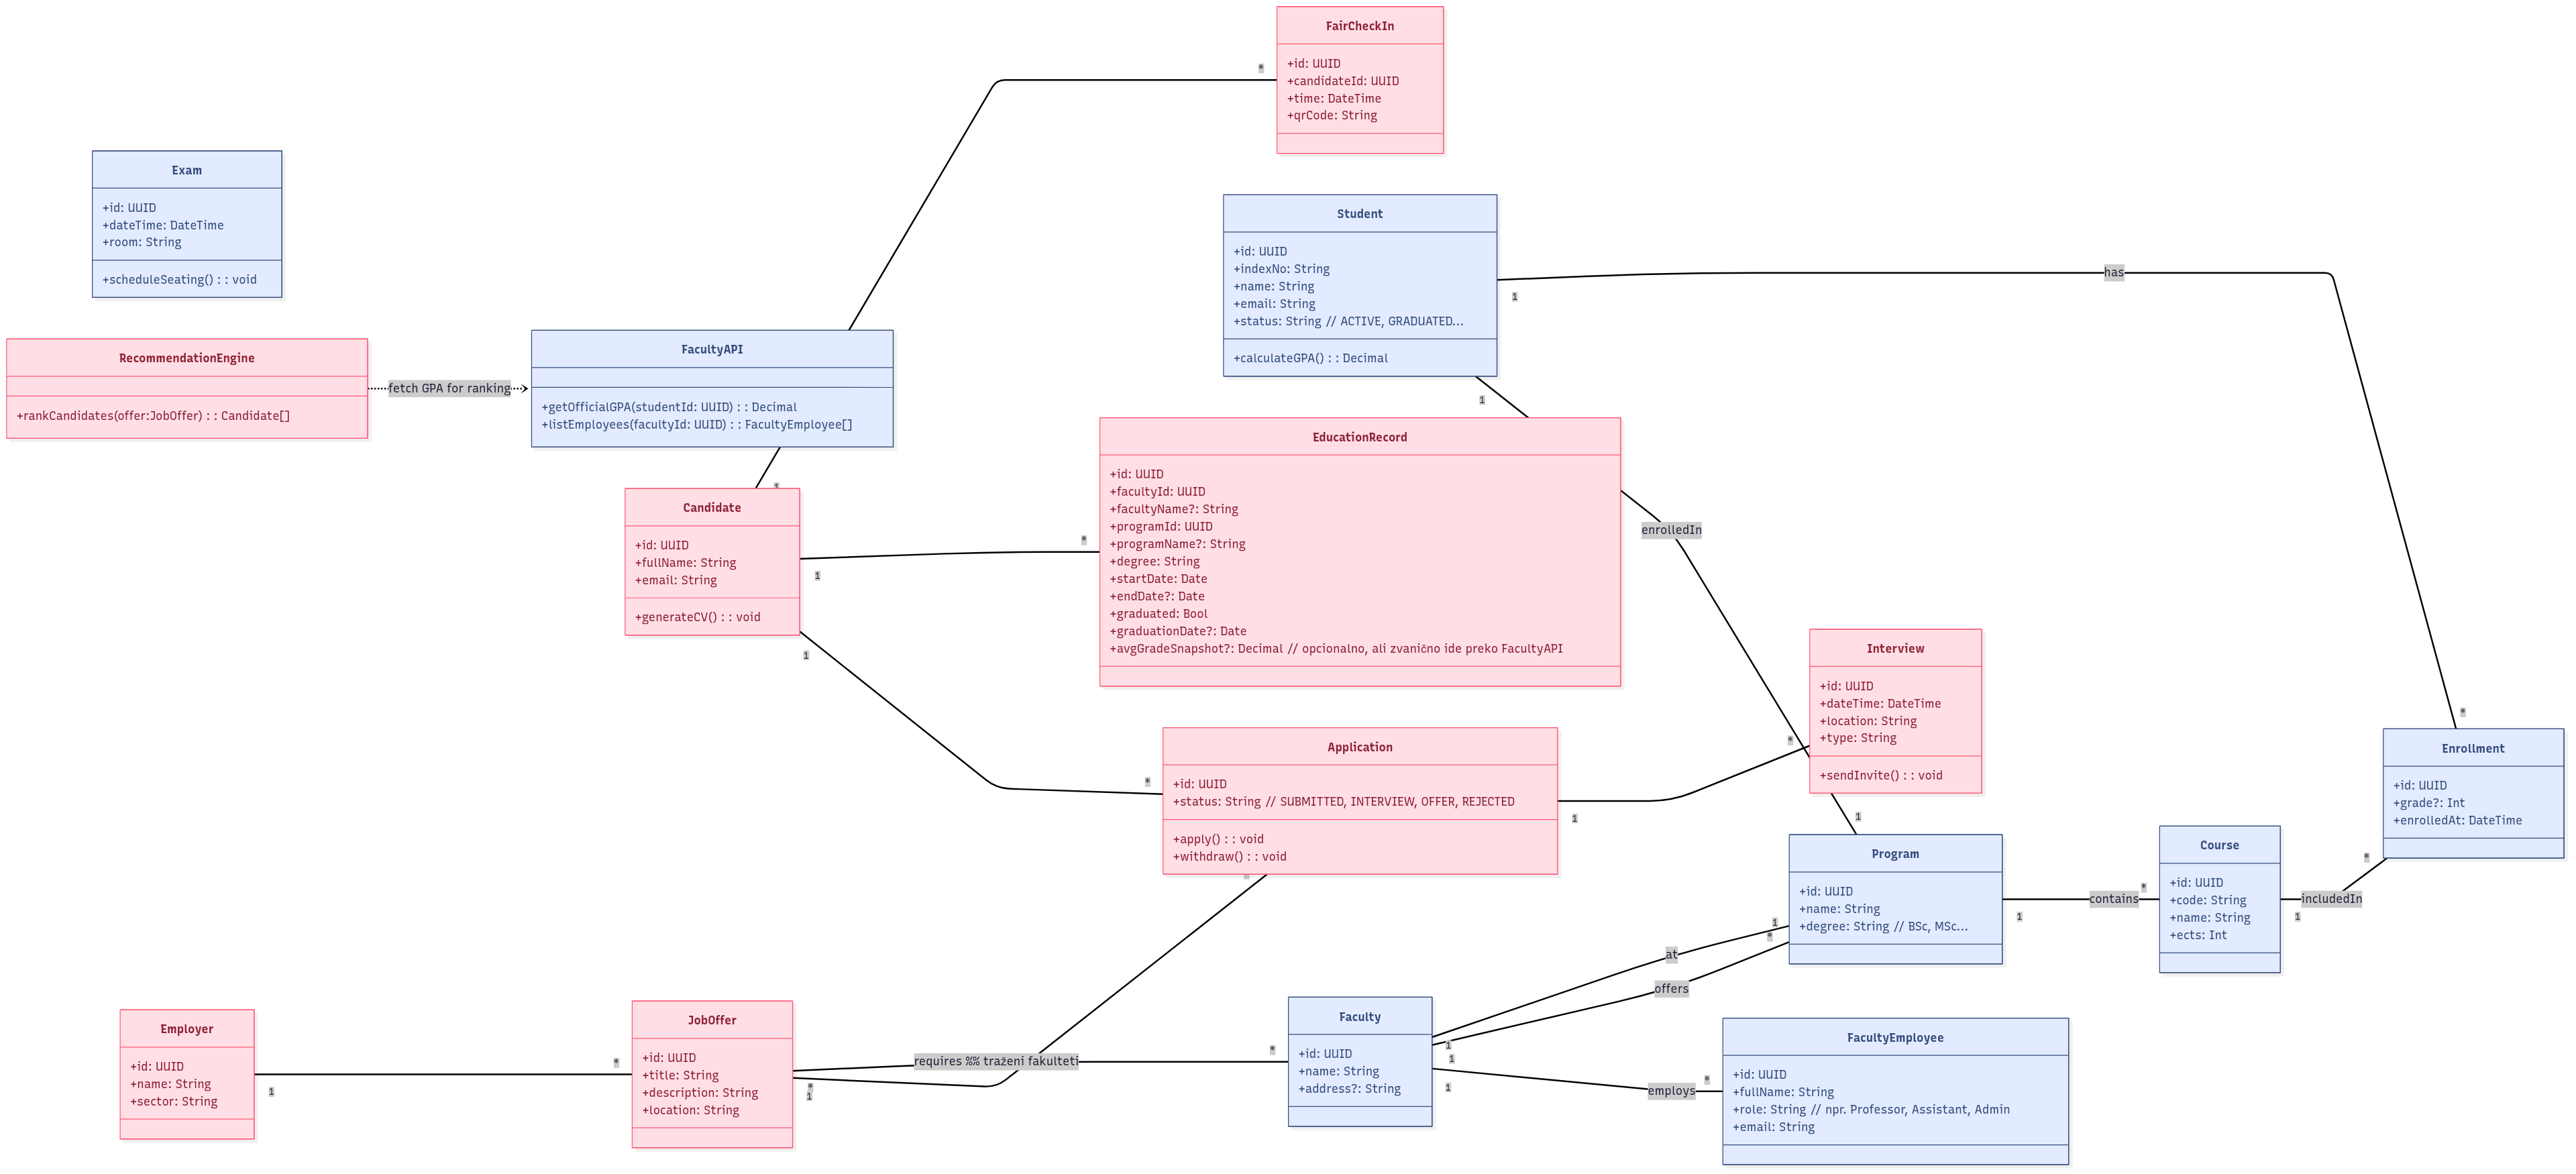 FairCheckIn
+id: UUID
+candidateId: UUID
+time: DateTime
+qrCode: String
*
Exam
+id: UUID
+dateTime: DateTime
+room: String
+scheduleSeating() : : void
Student
+id: UUID
+indexNo: String
+name: String
+email: String
+status: String // ACTIVE, GRADUATED...
+calculateGPA() : : Decimal
1
has
1
RecommendationEngine
+rankCandidates(offer:JobOffer) : : Candidate[]
fetch GPA for ranking
FacultyAPI
+getOfficialGPA(studentId: UUID) : : Decimal
+listEmployees(facultyId: UUID) : : FacultyEmployee[]
1
Candidate
+id: UUID
+fullName: String
+email: String
+generateCV() : : void
1
*
1
EducationRecord
+id: UUID
+facultyId: UUID
+facultyName?: String
+programId: UUID
+programName?: String
+degree: String
+startDate: Date
+endDate?: Date
+graduated: Bool
+graduationDate?: Date
+avgGradeSnapshot?: Decimal // opcionalno, ali zvanično ide preko FacultyAPI
enrolledIn
Interview
+id: UUID
+dateTime: DateTime
+location: String
+type: String
+sendInvite() : : void
*
1
*
Application
+id: UUID
+status: String // SUBMITTED, INTERVIEW, OFFER, REJECTED
+apply() : : void
+withdraw() : : void
1
*
Enrollment
+id: UUID
+grade?: Int
+enrolledAt: DateTime
*
Program
+id: UUID
+name: String
+degree: String // BSc, MSc...
1
contains
*
Course
+id: UUID
+code: String
+name: String
+ects: Int
1
includedIn
*
1
at
*
offers
Employer
+id: UUID
+name: String
+sector: String
1
*
JobOffer
+id: UUID
+title: String
+description: String
+location: String
*
1
requires %% traženi fakulteti
*
Faculty
+id: UUID
+name: String
+address?: String
1
1
1
employs
*
FacultyEmployee
+id: UUID
+fullName: String
+role: String // npr. Professor, Assistant, Admin
+email: String